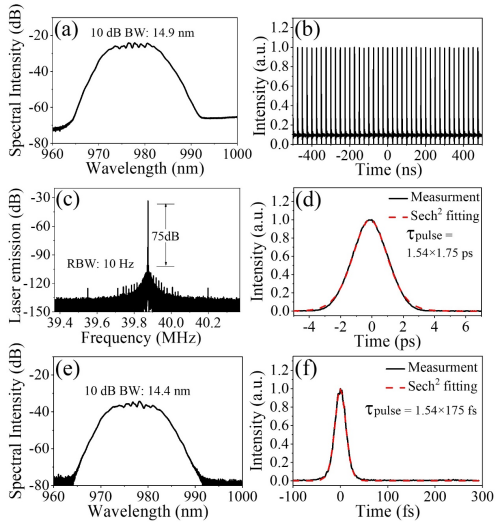 (a)
10 dB BW: 14.9 nm
Spectral Intensity (dB)
-20
-40
-60
-80
960 970 980 990 1000
Wavelength (nm)
(b)
Intensity (a.u.)
1.2
1.0
0.8
0.6
0.4
0.2
0.0
-400 -200 0 200 400
Time (ns)
(c)
75dB
RBW: 10 Hz
Laser emission (dB)
-30
-60
-90
-120
-150
39.4 39.6 39.8 40.0 40.2
Frequency (MHz)
(d)
Measurment
Sech² fitting
τpulse =
1.54×1.75 ps
Intensity (a.u.)
1.2
1.0
0.8
0.6
0.4
0.2
0.0
-4 -2 0 2 4 6
Time (ps)
(e)
10 dB BW: 14.4 nm
Spectral Intensity (dB)
-20
-40
-60
-80
960 970 980 990 1000
Wavelength (nm)
(f)
Measurment
Sech² fitting
τpulse = 1.54×175 fs
Intensity (a.u.)
1.2
1.0
0.8
0.6
0.4
0.2
0.0
-100 0 100 200 300
Time (fs)